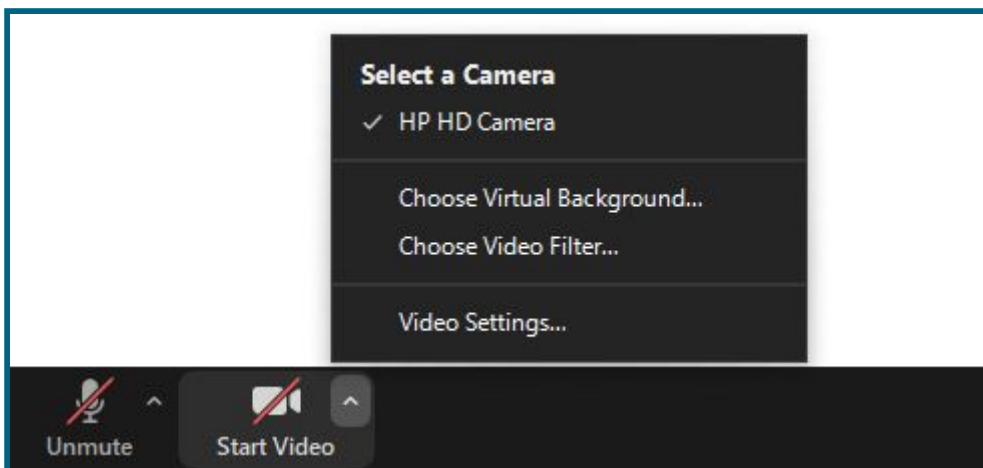 Select a Camera
HP HD Camera
Choose Virtual Background...
Choose Video Filter...
Video Settings...
Unmute
Start Video